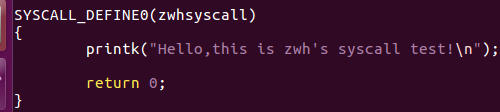 SYSCALL_DEFINE0(zwhsyscall)
{
        printk("Hello,this is zwh's syscall test!\n");

        return 0;
}